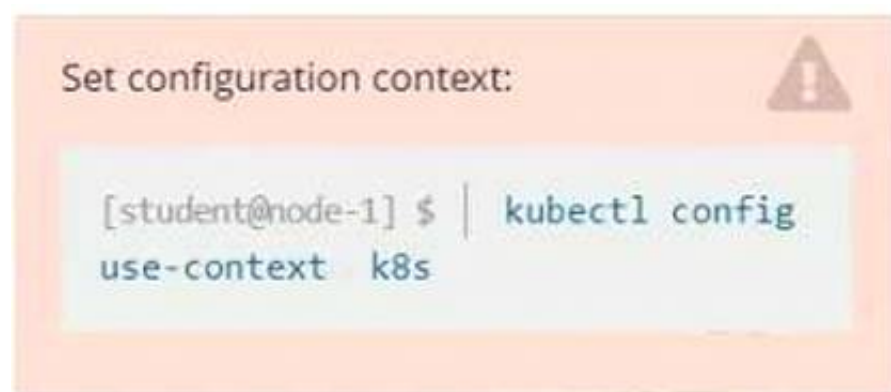 Set configuration context:
[student@node-1] $ | kubectl config
use-context k8s